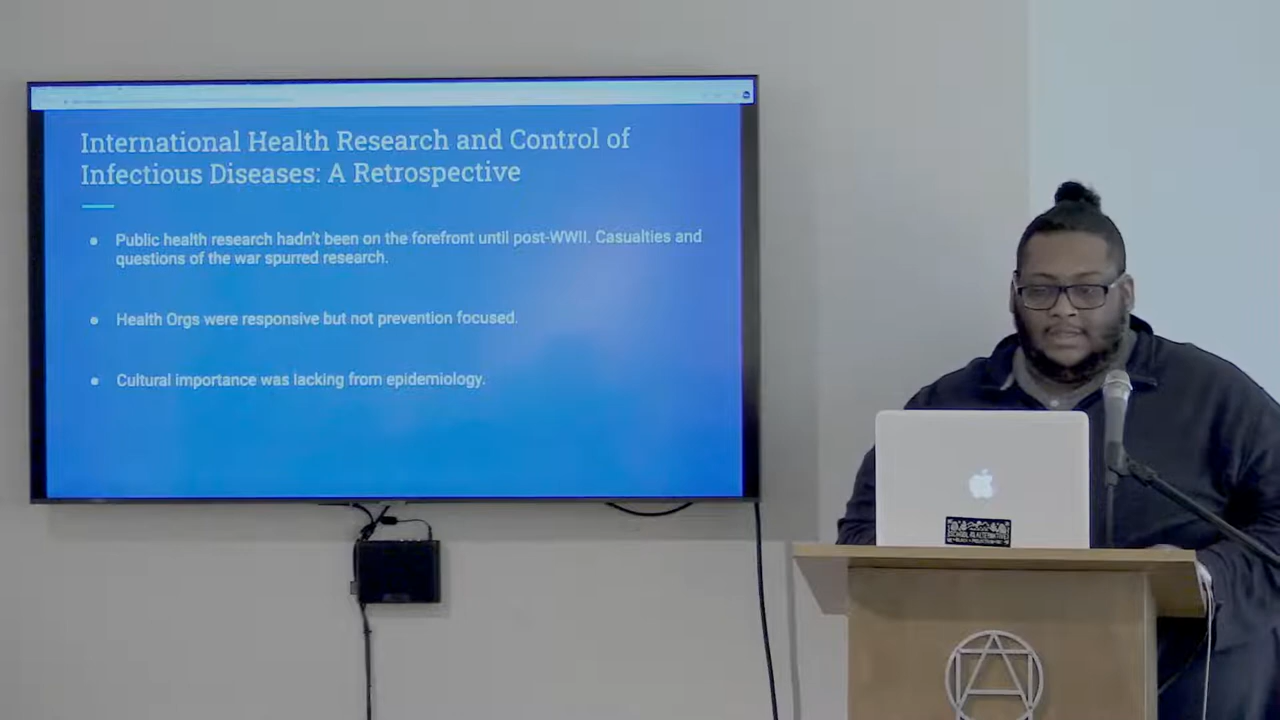 International Health Research and Control of
Infectious Diseases: A Retrospective
Public health research hadn't been on the forefront until post-WWII. Casualties and
questions of the war spurred research.
Health Orgs were responsive but not prevention focused.
Cultural importance was lacking from epidemiology.